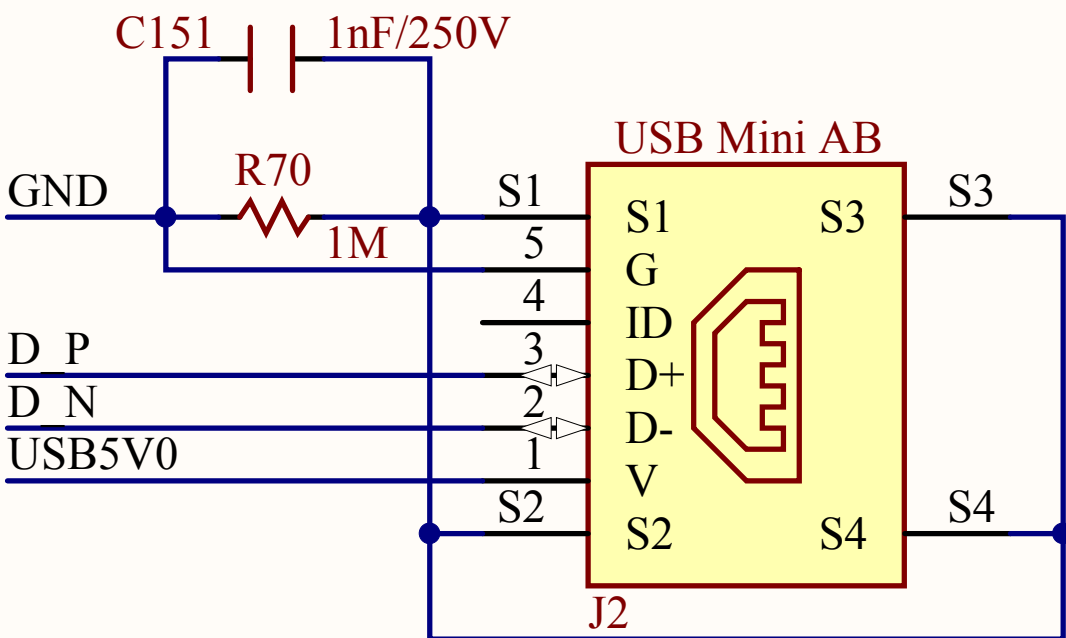 C151 1nF/250V
USB Mini AB
R70
GND
1M
S1 S1 S3 S3
5 G
4 ID
D_P 3 D+
D_N 2 D-
USB5V0 1 V
S2 S2 S4 S4
J2